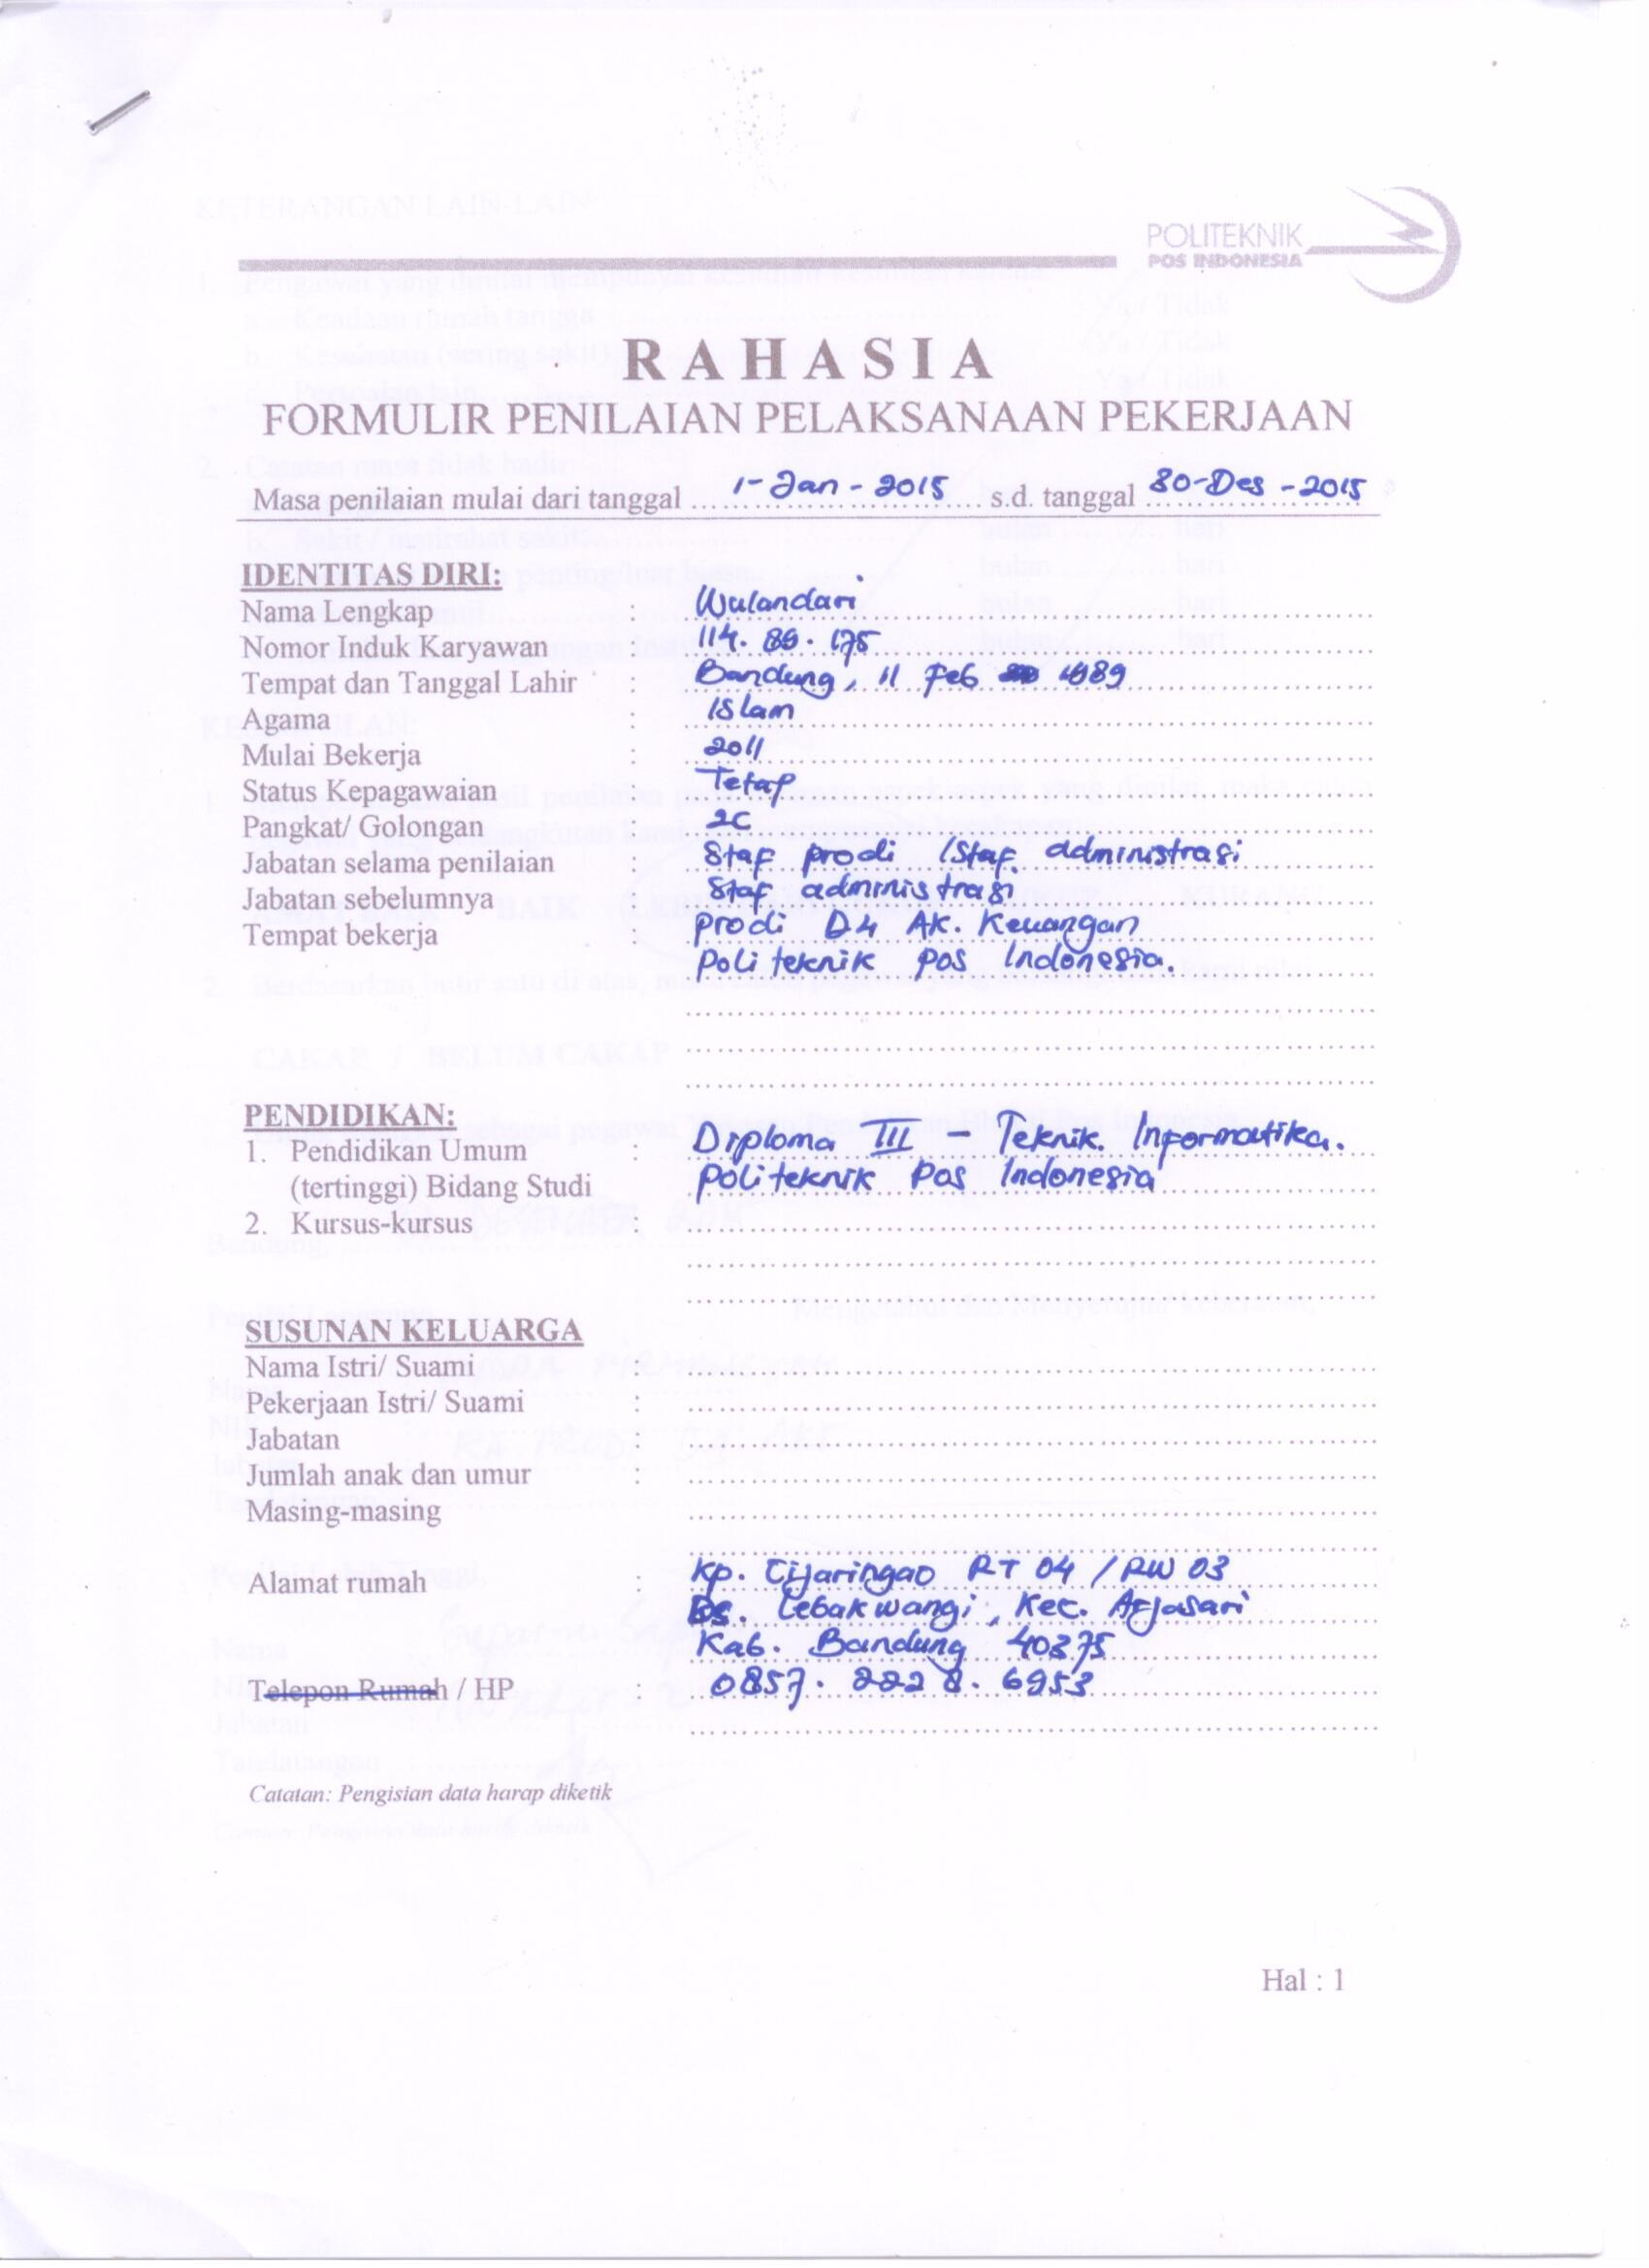 POLITEKNIK
POS INDONESIA
RAHASIA
FORMULIR PENILAIAN PELAKSANAAN PEKERJAAN
Masa penilaian mulai dari tanggal 1-Jan-2015 s.d. tanggal 30-Des-2015
IDENTITAS DIRI:
Nama Lengkap : Wulandari
Nomor Induk Karyawan : 114. 89. 175
Tempat dan Tanggal Lahir : Bandung, 11 Feb 1989
Agama : Islam
Mulai Bekerja : 2011
Status Kepagawaian : Tetap
Pangkat/ Golongan : 2C
Jabatan selama penilaian : Staf prodi /Staf. administrasi
Jabatan sebelumnya : Staf administrasi
Tempat bekerja : prodi D4 Ak. Keuangan
Politeknik pos Indonesia.
PENDIDIKAN:
1. Pendidikan Umum : Diploma III - Teknik. Informatika.
(tertinggi) Bidang Studi Politeknik Pos Indonesia
2. Kursus-kursus :
SUSUNAN KELUARGA
Nama Istri/ Suami :
Pekerjaan Istri/ Suami :
Jabatan :
Jumlah anak dan umur :
Masing-masing
Alamat rumah : Kp. Cijaringao RT 04 / RW 03
Ds. Lebakwangi, Kec. Arjasari
Kab. Bandung 40375
Telepon Rumah / HP : 0857. 2228. 6953
Catatan: Pengisian data harap diketik
Hal : 1